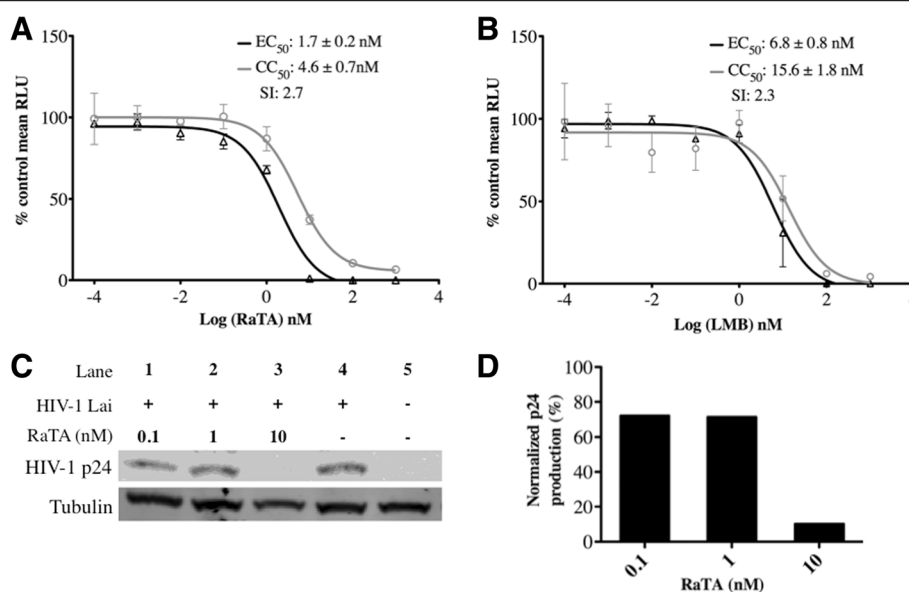 A
150
100
50
0
% control mean RLU
EC50: 1.7 ± 0.2 nM
CC50: 4.6 ± 0.7nM
SI: 2.7
-4 -2 0 2 4
Log (RaTA) nM
B
150
100
50
0
% control mean RLU
EC50: 6.8 ± 0.8 nM
CC50: 15.6 ± 1.8 nM
SI: 2.3
-4 -2 0 2
Log (LMB) nM
C
Lane 1 2 3 4 5
HIV-1 Lai + + + + -
RaTA (nM) 0.1 1 10 - -
HIV-1 p24
Tubulin
D
Normalized p24
production (%)
100
80
60
40
20
0
0.1 1 10
RaTA (nM)